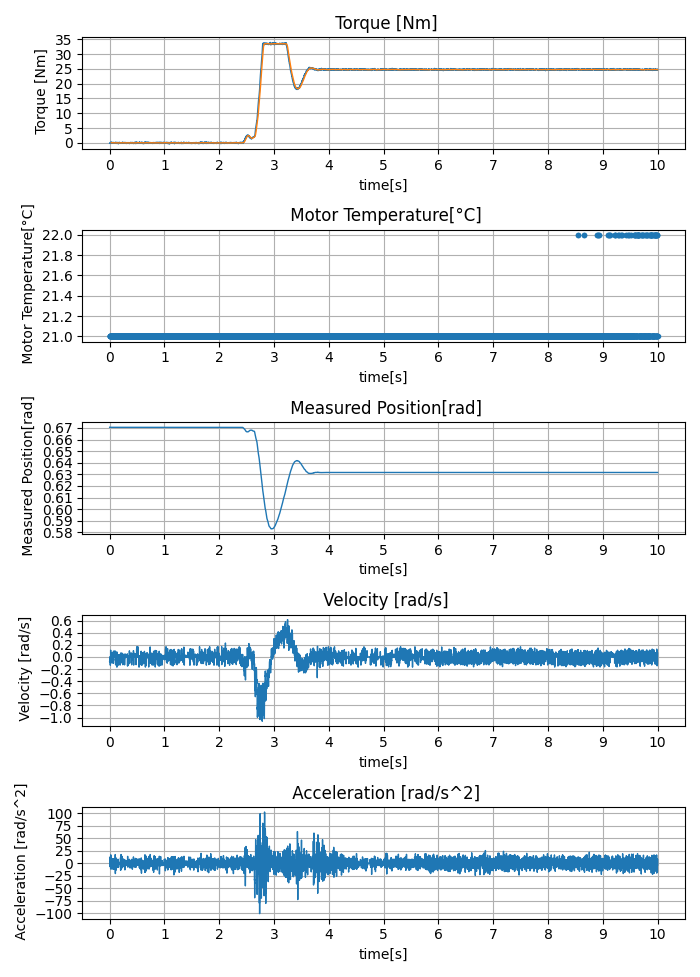 Torque [Nm]
Torque [Nm]
35
30
25
20
15
10
5
0
0 1 2 3 4 5 6 7 8 9 10
time[s]
Motor Temperature[°C]
Motor Temperature[°C]
22.0
21.8
21.6
21.4
21.2
21.0
0 1 2 3 4 5 6 7 8 9 10
time[s]
Measured Position[rad]
Measured Position[rad]
0.67
0.66
0.65
0.64
0.63
0.62
0.61
0.60
0.59
0.58
0 1 2 3 4 5 6 7 8 9 10
time[s]
Velocity [rad/s]
Velocity [rad/s]
0.6
0.4
0.2
0.0
−0.2
−0.4
−0.6
−0.8
−1.0
0 1 2 3 4 5 6 7 8 9 10
time[s]
Acceleration [rad/s^2]
Acceleration [rad/s^2]
100
75
50
25
0
−25
−50
−75
−100
0 1 2 3 4 5 6 7 8 9 10
time[s]